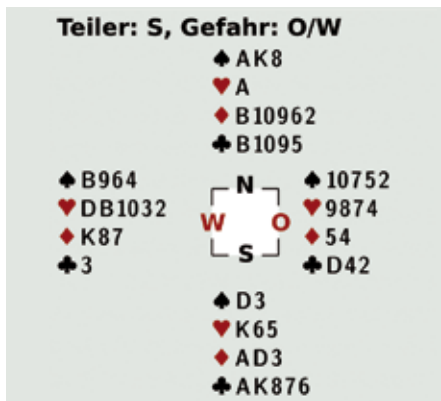 Teiler: S, Gefahr: O/W
♠ AK8
♥ A
♦ B10962
♣ B1095
♠ B964
♥ DB1032
♦ K87
♣ 3
N
W O
S
♠ 10752
♥ 9874
♦ 54
♣ D42
♠ D3
♥ K65
♦ AD3
♣ AK876